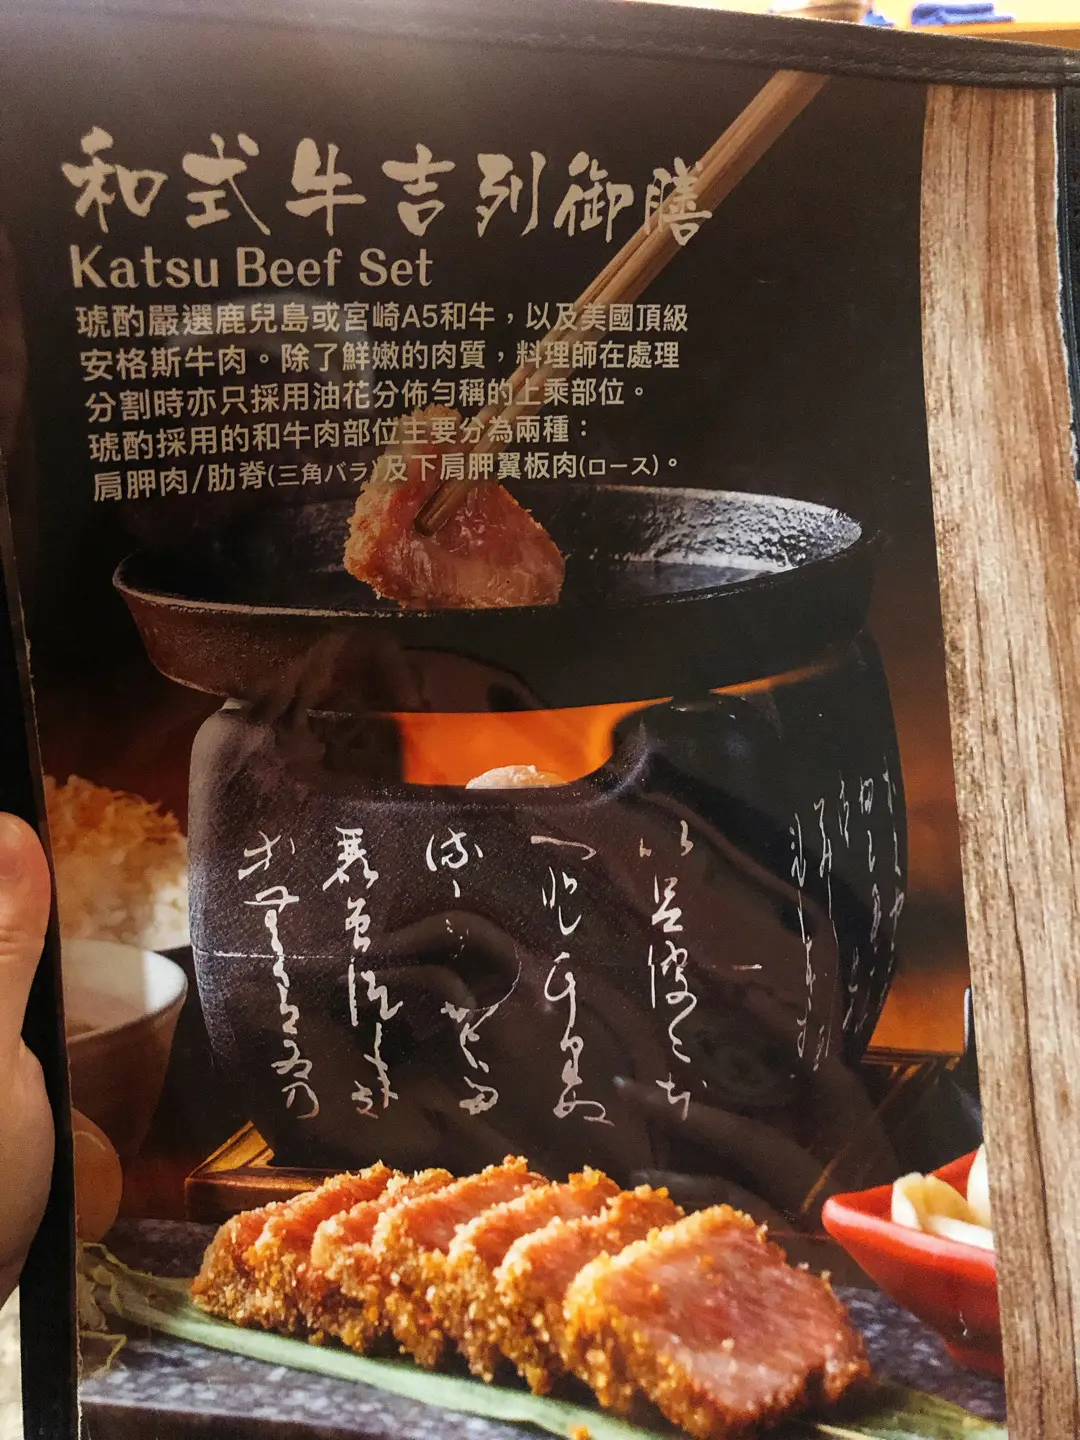 和式牛吉列御膳
Katsu Beef Set
琥酌嚴選鹿兒島或宮崎A5和牛，以及美國頂級
安格斯牛肉。除了鮮嫩的肉質，料理師在處理
分割時亦只採用油花分佈勻稱的上乘部位。
琥酌採用的和牛肉部位主要分為兩種：
肩胛肉/肋脊(三角バラ)及下肩胛翼板肉(ロース)。